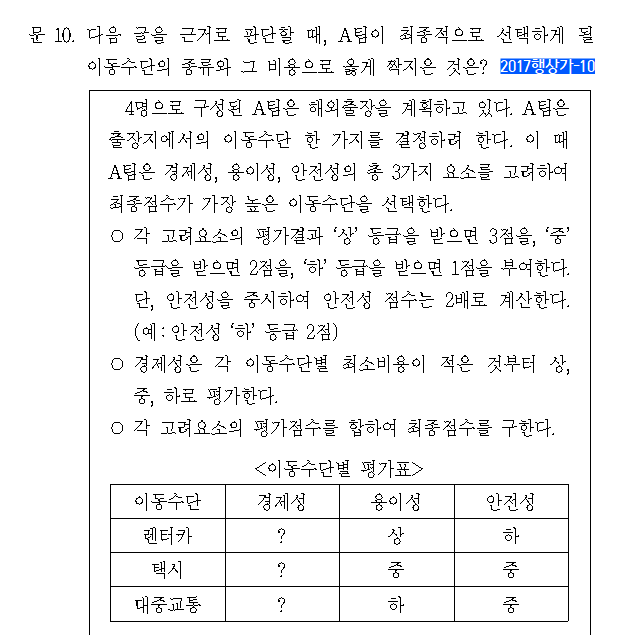 문 10. 다음 글을 근거로 판단할 때, A팀이 최종적으로 선택하게 될
이동수단의 종류와 그 비용으로 옳게 짝지은 것은? 2017행상가-10
4명으로 구성된 A팀은 해외출장을 계획하고 있다. A팀은
출장지에서의 이동수단 한 가지를 결정하려 한다. 이 때
A팀은 경제성, 용이성, 안전성의 총 3가지 요소를 고려하여
최종점수가 가장 높은 이동수단을 선택한다.
○ 각 고려요소의 평가결과 ‘상’ 등급을 받으면 3점을, ‘중’
등급을 받으면 2점을, ‘하’ 등급을 받으면 1점을 부여한다.
단, 안전성을 중시하여 안전성 점수는 2배로 계산한다.
(예 : 안전성 ‘하’ 등급 2점)
○ 경제성은 각 이동수단별 최소비용이 적은 것부터 상,
중, 하로 평가한다.
○ 각 고려요소의 평가점수를 합하여 최종점수를 구한다.
<이동수단별 평가표>
이동수단 경제성 용이성 안전성
렌터카 ? 상 하
택시 ? 중 중
대중교통 ? 하 중